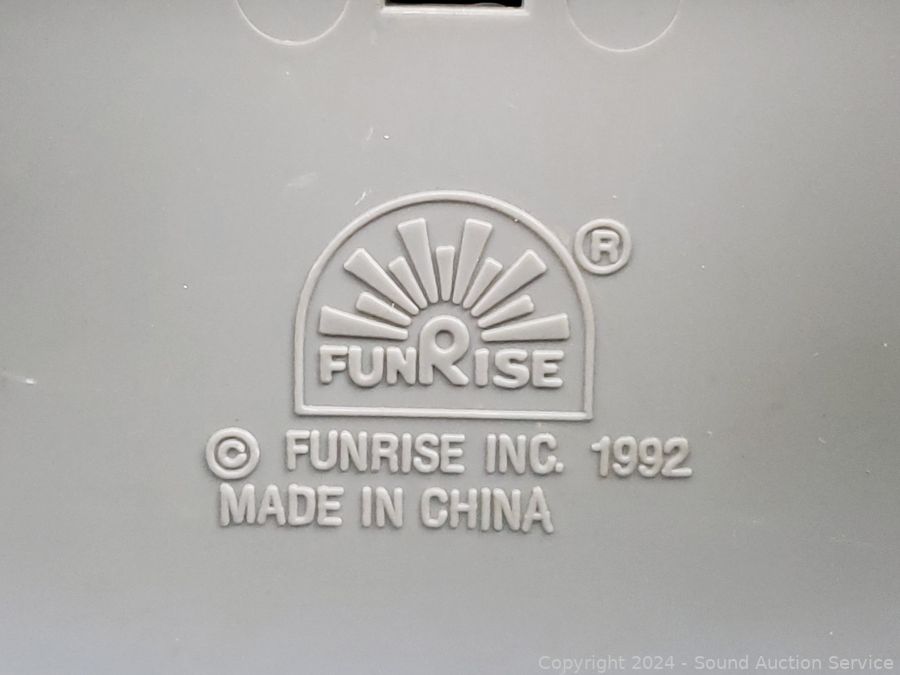 ®
FUNRISE
© FUNRISE INC. 1992
MADE IN CHINA
Copyright 2024 - Sound Auction Service